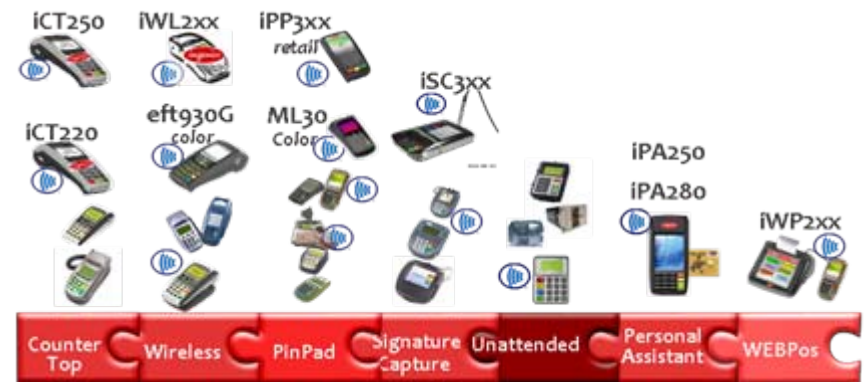 iCT250
iWL2xx
iPP3xx
retail
iSC3xx
iCT220
eft930G
color
ML30
Color
iPA250
iPA280
iWP2xx
Counter
Top
Wireless
PinPad
Signature
Capture
Unattended
Personal
Assistant
WEBPos